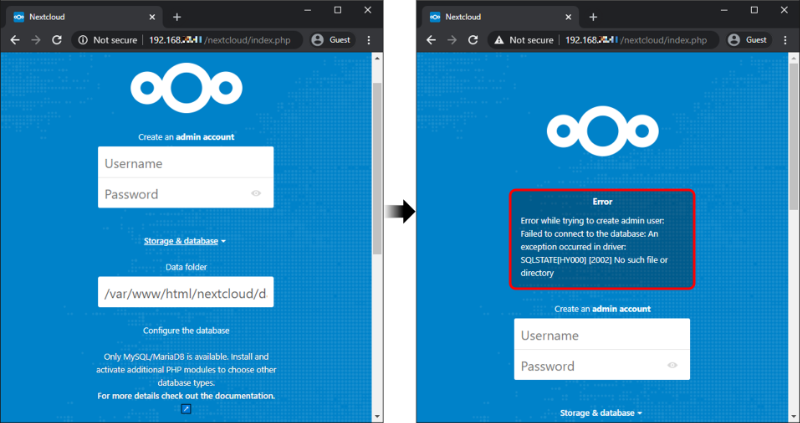 Nextcloud
Not secure
192.168.
/nextcloud/index.php
Guest
Create an admin account
Username
Password
Storage & database
Data folder
/var/www/html/nextcloud/d
Configure the database
Only MySQL/MariaDB is available. Install and
activate additional PHP modules to choose other
database types.
For more details check out the documentation.
Nextcloud
Not secure
192.168.
/nextcloud/index.php
Guest
Error
Error while trying to create admin user:
Failed to connect to the database: An
exception occurred in driver:
SQLSTATE[HY000] [2002] No such file or
directory
Create an admin account
Username
Password
Storage & database